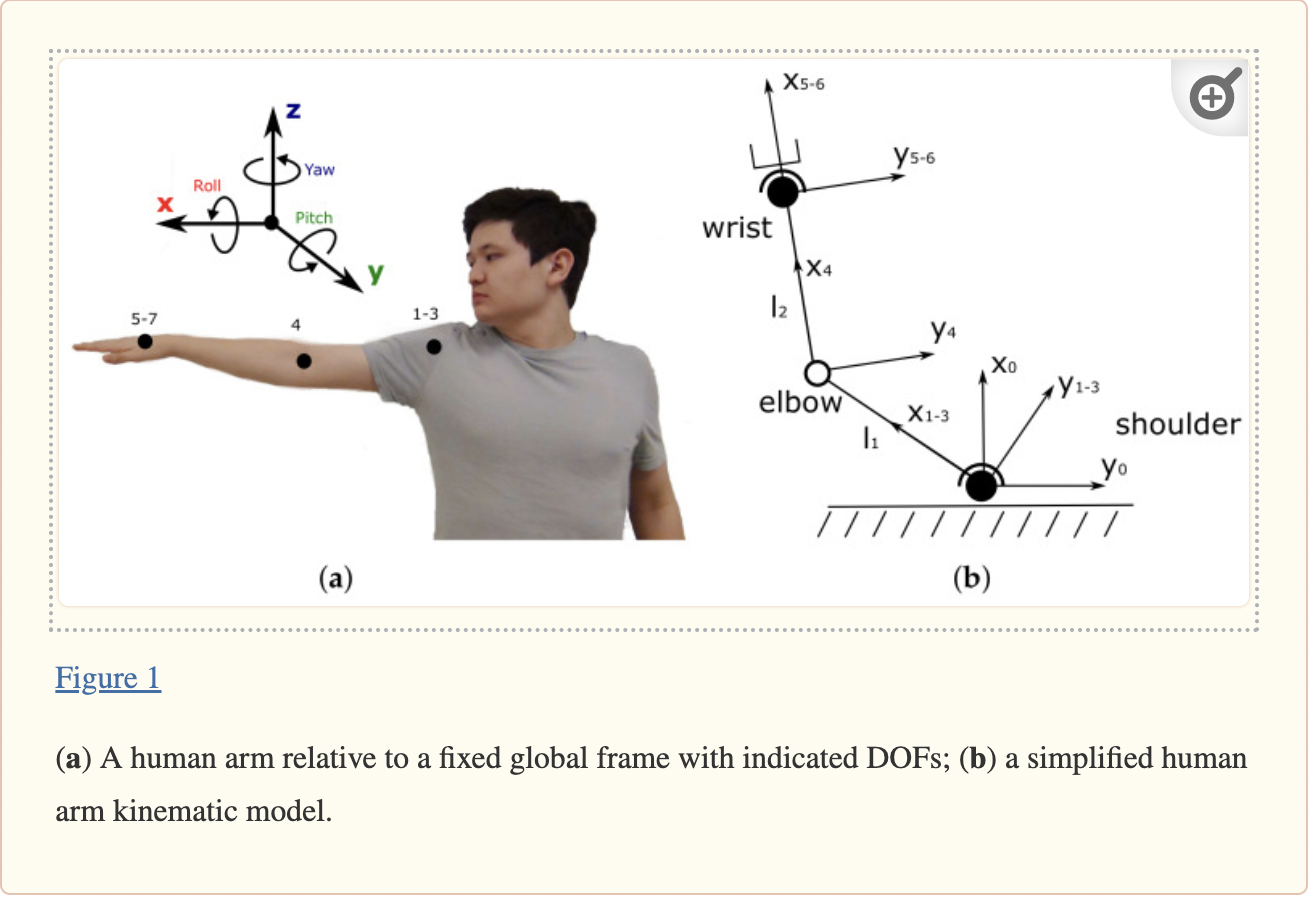 z
Yaw
Roll
x
Pitch
y
5-7
4
1-3
(a)
x5-6
y5-6
wrist
x4
l2
y4
elbow
x0
y1-3
x1-3
shoulder
l1
y0
(b)
Figure 1
(a) A human arm relative to a fixed global frame with indicated DOFs; (b) a simplified human
arm kinematic model.